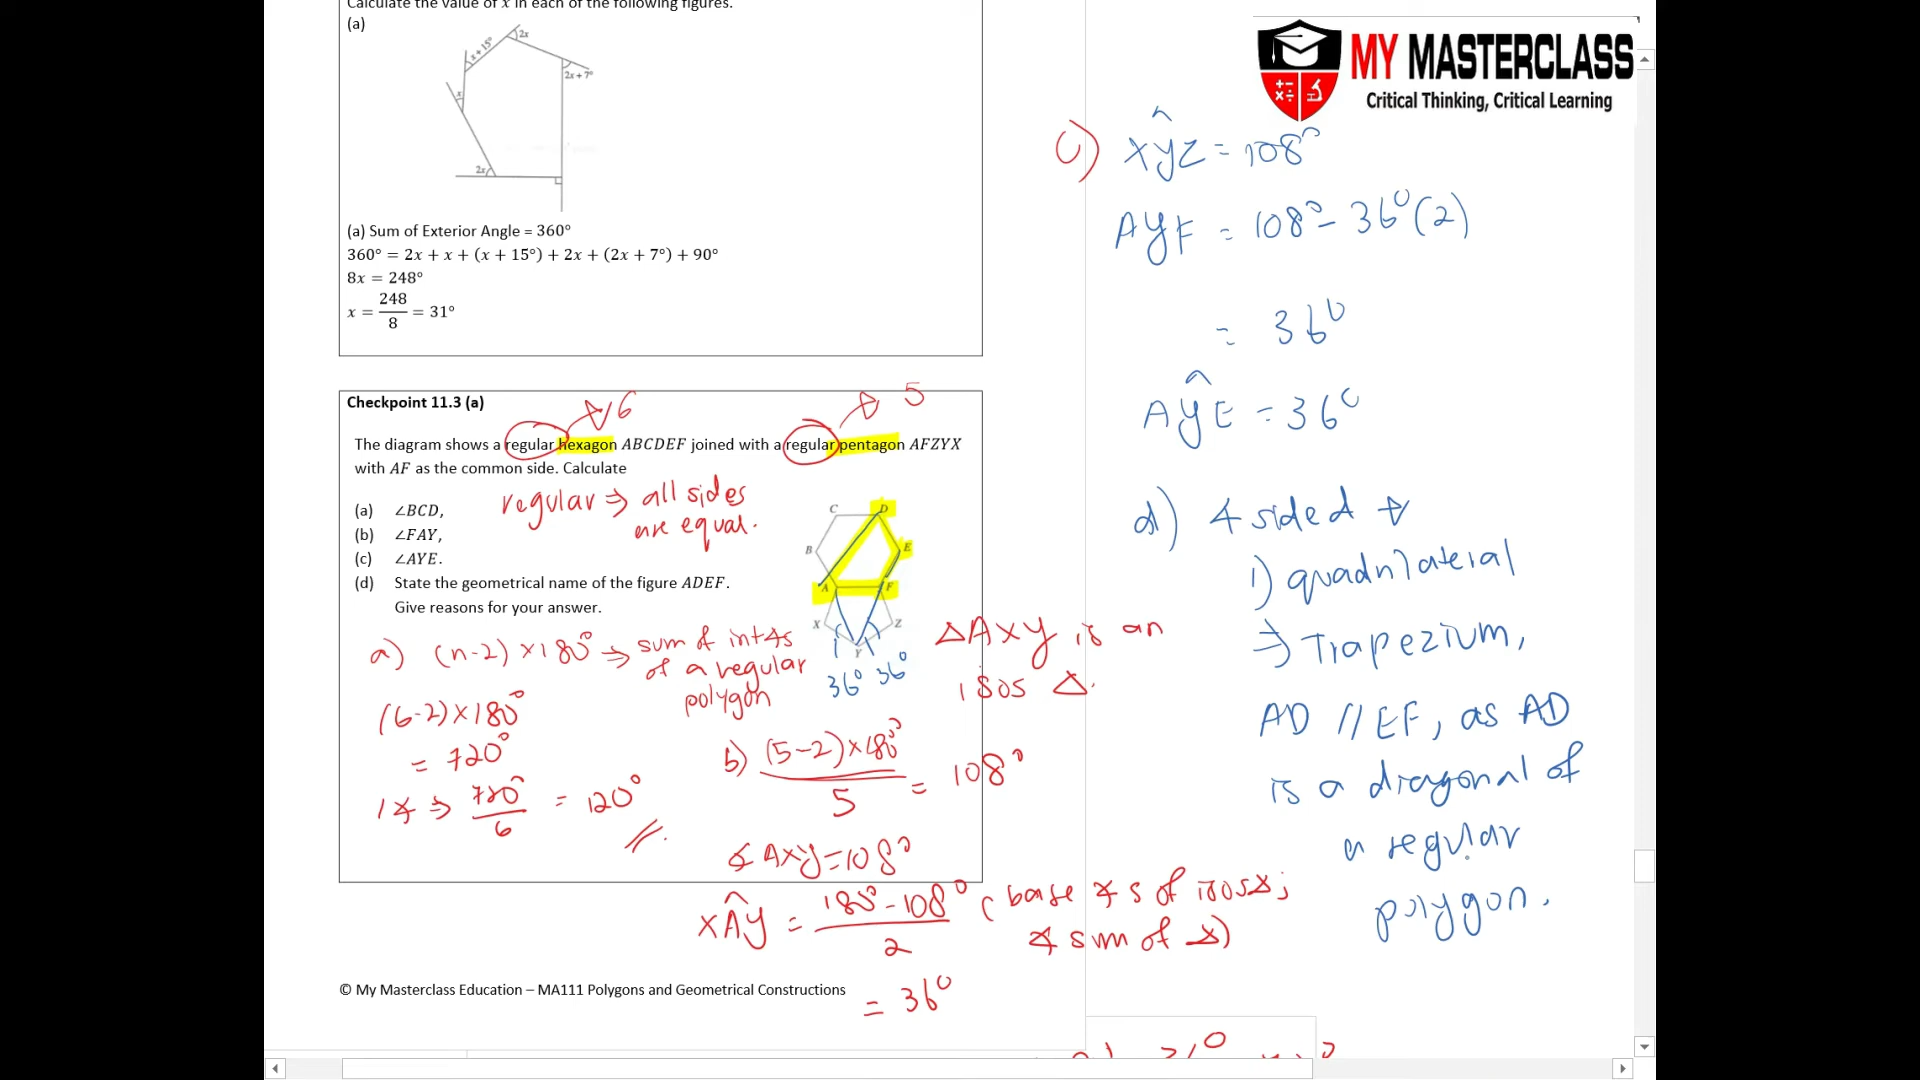 Calculate the value of x in each of the following figures.
(a)
x + 15°
2x
2x + 7°
x
2x
(a) Sum of Exterior Angle = 360°
360° = 2x + x + (x + 15°) + 2x + (2x + 7°) + 90°
8x = 248°
x = 248/8 = 31°
Checkpoint 11.3 (a)
6
5
The diagram shows a regular hexagon ABCDEF joined with a regular pentagon AFZYX
with AF as the common side. Calculate
(a) ∠BCD,
(b) ∠FAY,
(c) ∠AYE.
(d) State the geometrical name of the figure ADEF.
Give reasons for your answer.
regular ⇒ all sides
are equal.
C D
B E
A F
X Z
Y
36° 36°
a) (n-2) × 180° ⇒ sum of int ∠s
of a regular
polygon
(6-2) × 180°
= 720°
1∠ ⇒ 720°/6 = 120°
△AXY is an
isos △.
b) (5-2)×180°/5 = 108°
∠AXY = 108°
XÂY = 180° - 108°/2 (base ∠s of isos△;
∠ sum of △)
= 36°
© My Masterclass Education – MA111 Polygons and Geometrical Constructions
MY MASTERCLASS
Critical Thinking, Critical Learning
c) XŶZ = 108°
AYF = 108° - 36°(2)
= 36°
AŶE = 36°
d) 4 sided
1) quadrilateral
⇒ Trapezium,
AD // EF, as AD
is a diagonal of
a regular
polygon.